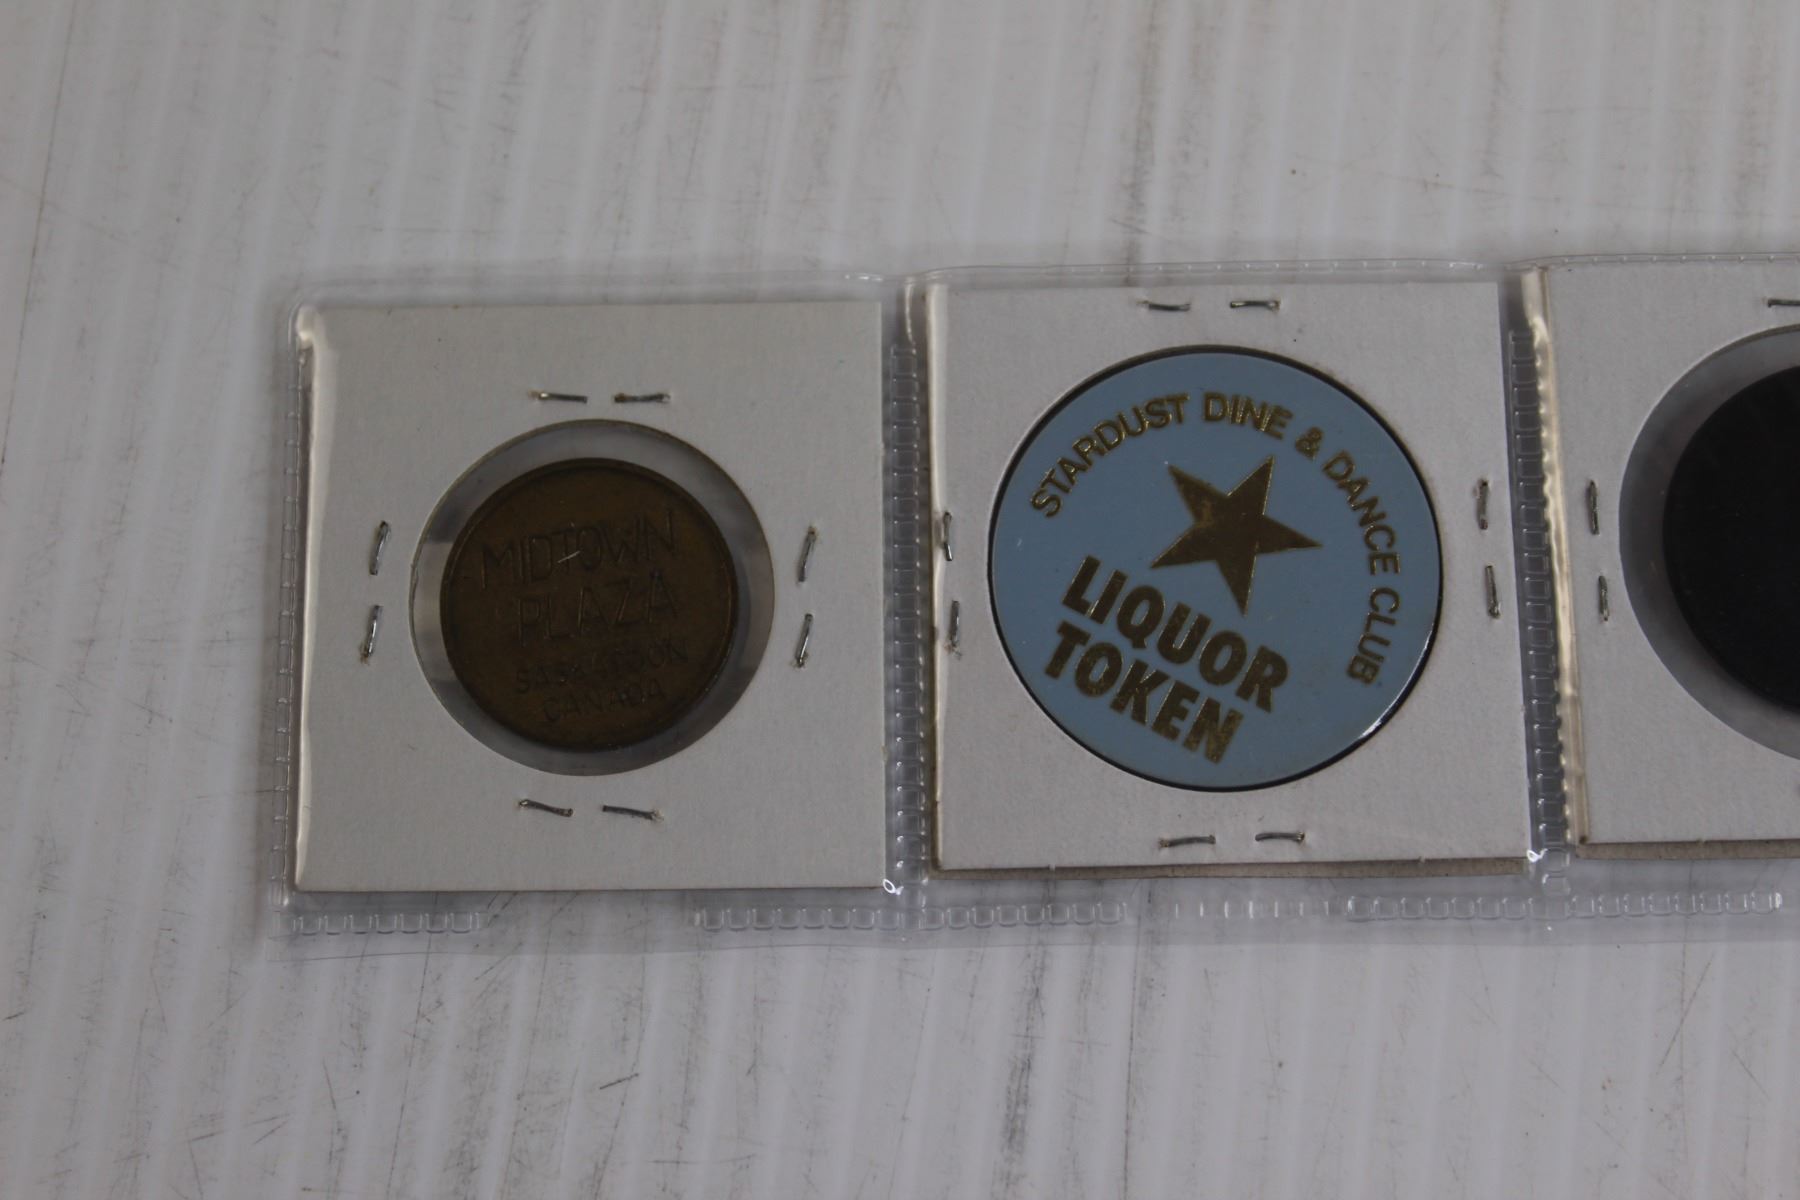 MIDTOWN
PLAZA
SASKATOON
CANADA
STARDUST DINE & DANCE CLUB
LIQUOR
TOKEN